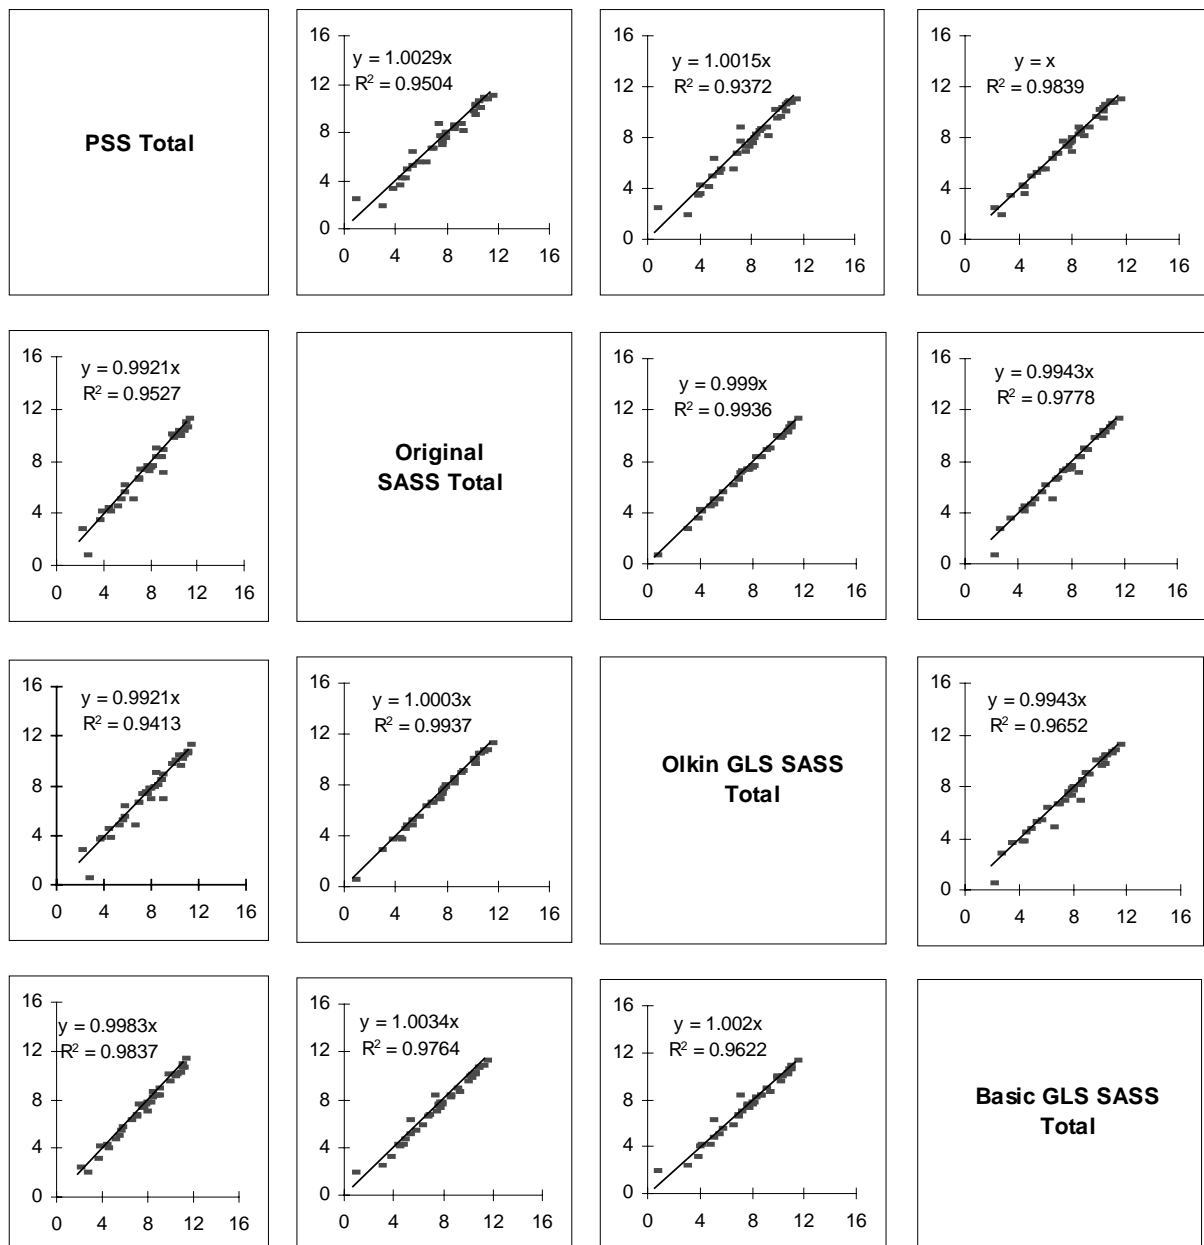 PSS Total
y = 1.0029x
R² = 0.9504
16
12
8
4
0
0 4 8 12 16
y = 1.0015x
R² = 0.9372
16
12
8
4
0
0 4 8 12 16
y = x
R² = 0.9839
16
12
8
4
0
0 4 8 12 16
y = 0.9921x
R² = 0.9527
16
12
8
4
0
0 4 8 12 16
Original
SASS Total
y = 0.999x
R² = 0.9936
16
12
8
4
0
0 4 8 12 16
y = 0.9943x
R² = 0.9778
16
12
8
4
0
0 4 8 12 16
y = 0.9921x
R² = 0.9413
16
12
8
4
0
0 4 8 12 16
y = 1.0003x
R² = 0.9937
16
12
8
4
0
0 4 8 12 16
Olkin GLS SASS
Total
y = 0.9943x
R² = 0.9652
16
12
8
4
0
0 4 8 12 16
y = 0.9983x
R² = 0.9837
16
12
8
4
0
0 4 8 12 16
y = 1.0034x
R² = 0.9764
16
12
8
4
0
0 4 8 12 16
y = 1.002x
R² = 0.9622
16
12
8
4
0
0 4 8 12 16
Basic GLS SASS
Total